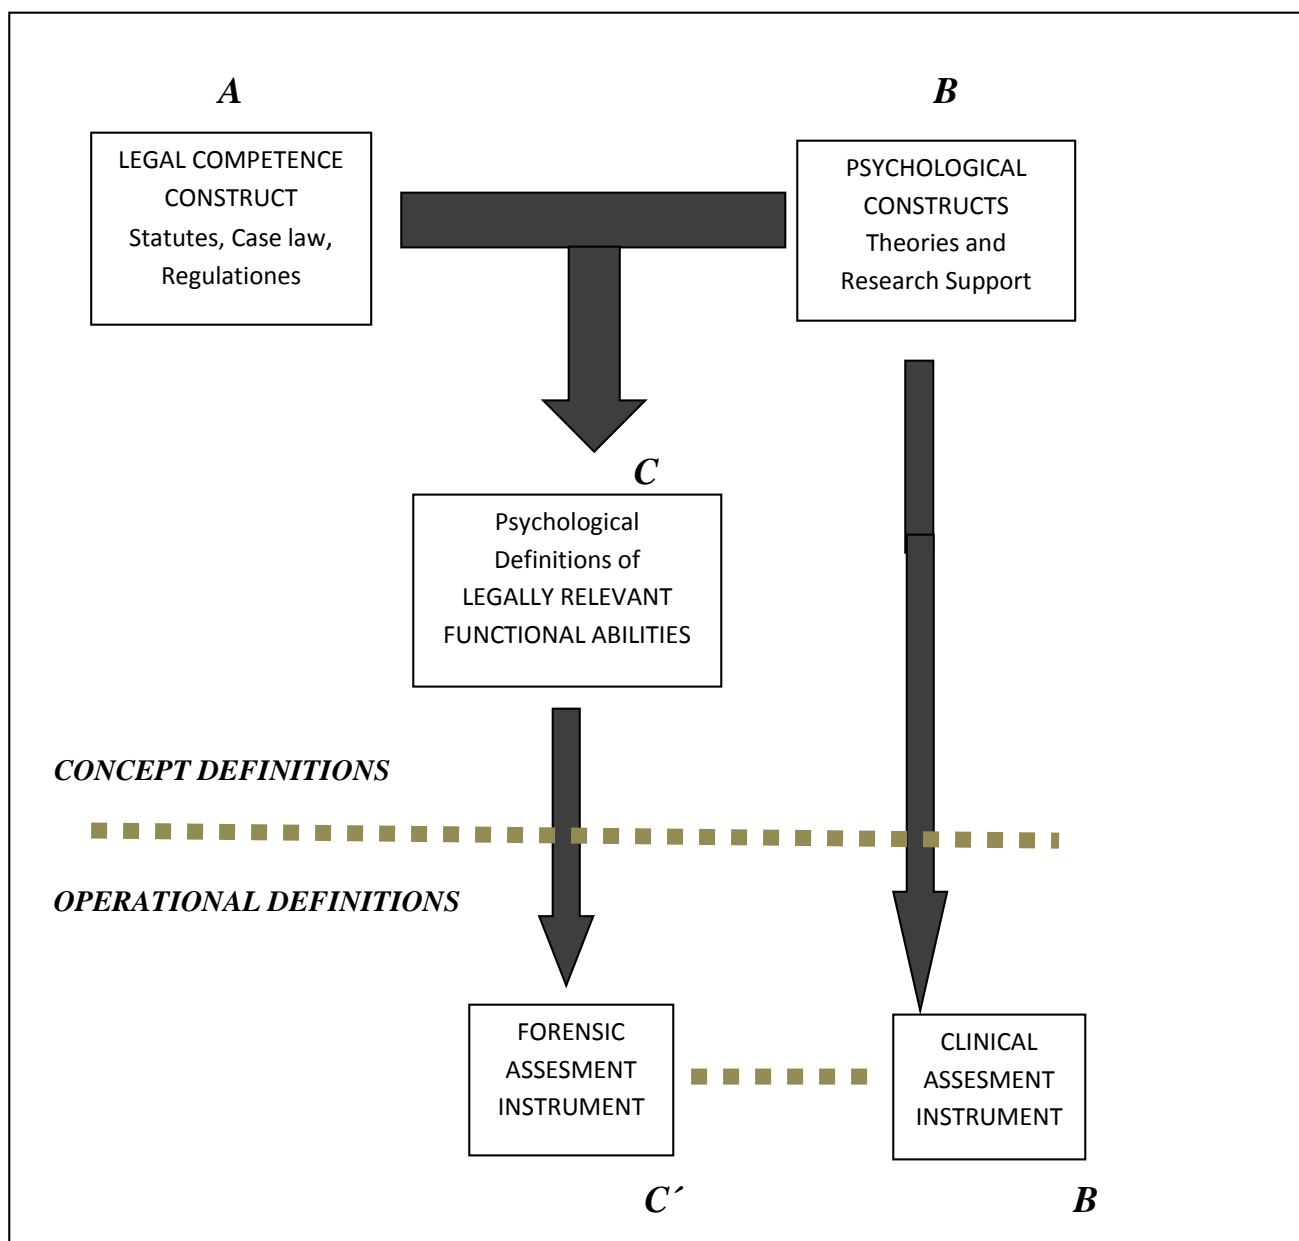 A
B
LEGAL COMPETENCE
CONSTRUCT
Statutes, Case law,
Regulationes
PSYCHOLOGICAL
CONSTRUCTS
Theories and
Research Support
C
Psychological
Definitions of
LEGALLY RELEVANT
FUNCTIONAL ABILITIES
CONCEPT DEFINITIONS
OPERATIONAL DEFINITIONS
FORENSIC
ASSESMENT
INSTRUMENT
CLINICAL
ASSESMENT
INSTRUMENT
C´
B